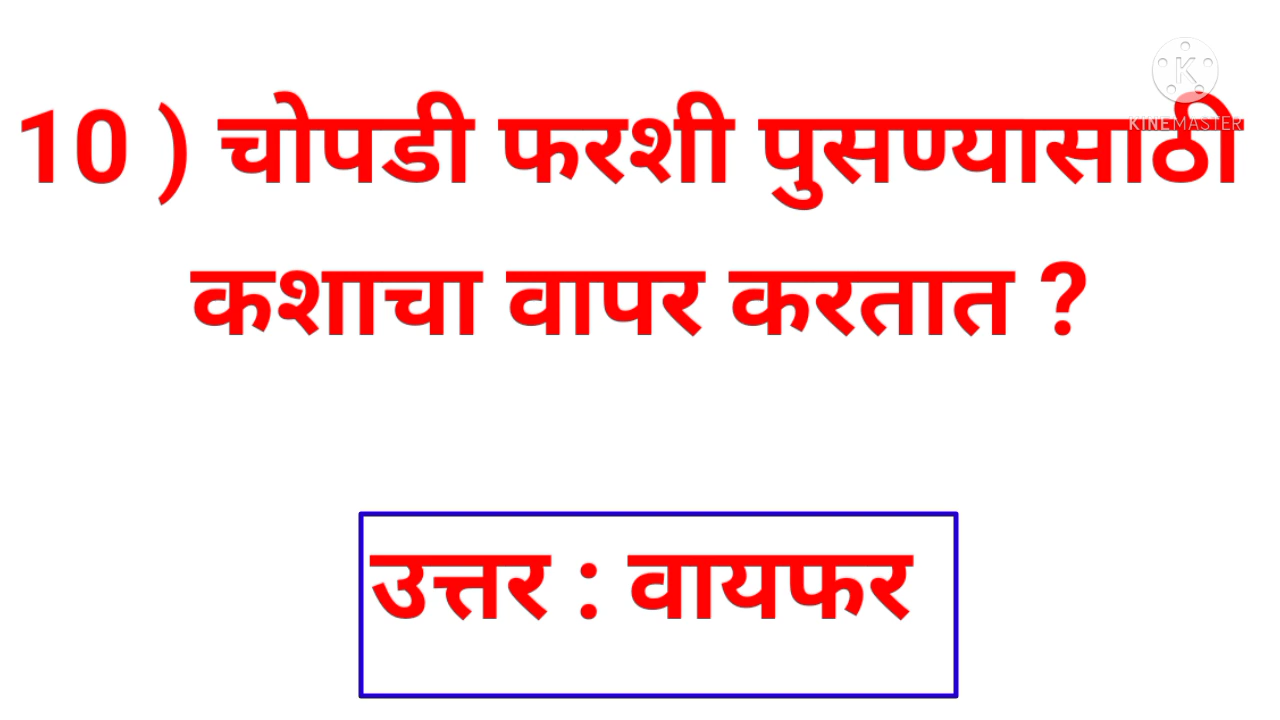 KINEMASTER
10 ) चोपडी फरशी पुसण्यासाठी
कशाचा वापर करतात ?
उत्तर : वायफर